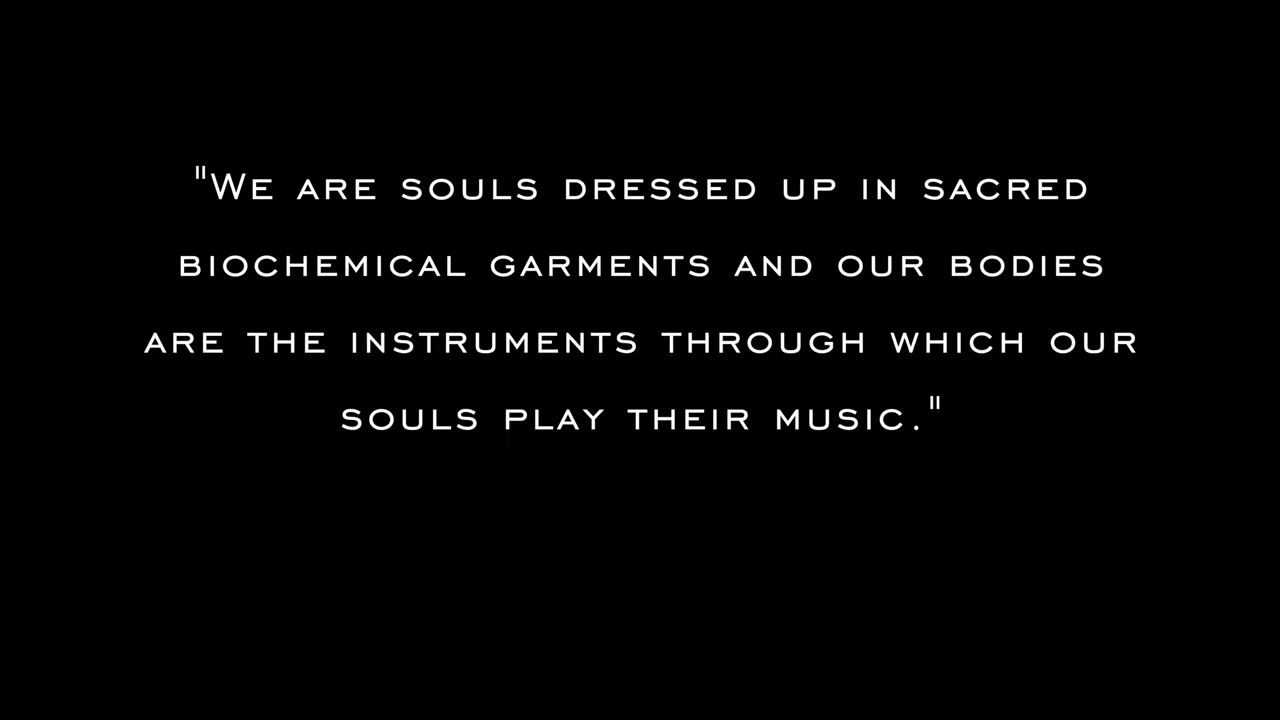 "We are souls dressed up in sacred
biochemical garments and our bodies
are the instruments through which our
souls play their music."